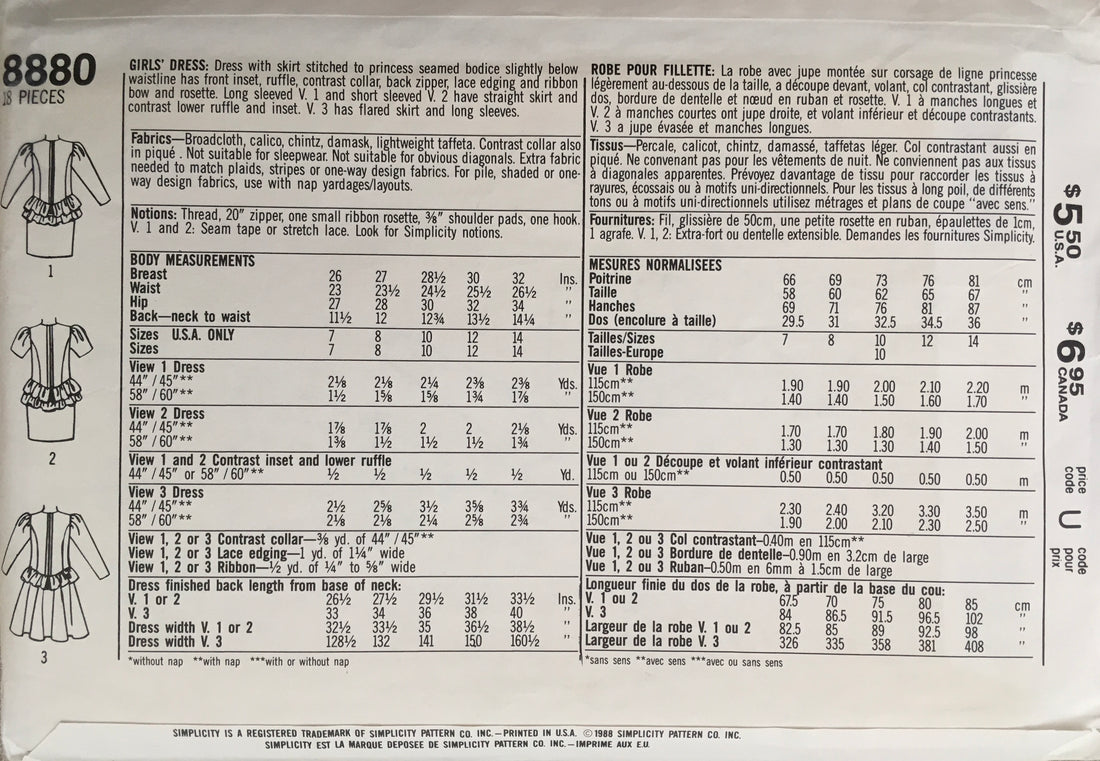 8880
18 PIECES
1
2
3
GIRLS' DRESS: Dress with skirt stitched to princess seamed bodice slightly below
waistline has front inset, ruffle, contrast collar, back zipper, lace edging and ribbon
bow and rosette. Long sleeved V. 1 and short sleeved V. 2 have straight skirt and
contrast lower ruffle and inset. V. 3 has flared skirt and long sleeves.
Fabrics—Broadcloth, calico, chintz, damask, lightweight taffeta. Contrast collar also
in piqué . Not suitable for sleepwear. Not suitable for obvious diagonals. Extra fabric
needed to match plaids, stripes or one-way design fabrics. For pile, shaded or one-
way design fabrics, use with nap yardages/layouts.
Notions: Thread, 20" zipper, one small ribbon rosette, ⅜" shoulder pads, one hook.
V. 1 and 2: Seam tape or stretch lace. Look for Simplicity notions.
BODY MEASUREMENTS
Breast 26 27 28½ 30 32 Ins.
Waist 23 23½ 24½ 25½ 26½ "
Hip 27 28 30 32 34 "
Back—neck to waist 11½ 12 12¾ 13½ 14¼ "
Sizes U.S.A. ONLY 7 8 10 12 14
Sizes 7 8 10 12 14
View 1 Dress
44" / 45"** 2⅛ 2⅛ 2¼ 2⅜ 2⅜ Yds.
58" / 60"** 1½ 1⅝ 1⅝ 1¾ 1⅞ "
View 2 Dress
44" / 45"** 1⅞ 1⅞ 2 2 2⅛ Yds.
58" / 60"** 1⅜ 1½ 1½ 1½ 1¾ "
View 1 and 2 Contrast inset and lower ruffle
44" / 45" or 58" / 60"** ½ ½ ½ ½ ½ Yd.
View 3 Dress
44" / 45"** 2½ 2⅝ 3½ 3⅝ 3¾ Yds.
58" / 60"** 2⅛ 2⅛ 2¼ 2⅝ 2¾ "
View 1, 2 or 3 Contrast collar—⅜ yd. of 44" / 45"**
View 1, 2 or 3 Lace edging—1 yd. of 1¼" wide
View 1, 2 or 3 Ribbon—½ yd. of ¼" to ⅝" wide
Dress finished back length from base of neck:
V. 1 or 2 26½ 27½ 29½ 31½ 33½ Ins.
V. 3 33 34 36 38 40 "
Dress width V. 1 or 2 32½ 33½ 35 36½ 38½ "
Dress width V. 3 128½ 132 141 150 160½ "
*without nap **with nap ***with or without nap
ROBE POUR FILLETTE: La robe avec jupe montée sur corsage de ligne princesse
légèrement au-dessous de la taille, a découpe devant, volant, col contrastant, glissière
dos, bordure de dentelle et nœud en ruban et rosette. V. 1 à manches longues et
V. 2 à manches courtes ont jupe droite, et volant inférieur et découpe contrastants.
V. 3 a jupe évasée et manches longues.
Tissus—Percale, calicot, chintz, damassé, taffetas léger. Col contrastant aussi en
piqué. Ne convenant pas pour les vêtements de nuit. Ne conviennent pas aux tissus
à diagonales apparentes. Prévoyez davantage de tissu pour raccorder les tissus à
rayures, écossais ou à motifs uni-directionnels. Pour les tissus à long poil, de différents
tons ou à motifs uni-directionnels utilisez métrages et plans de coupe "avec sens."
Fournitures: Fil, glissière de 50cm, une petite rosette en ruban, épaulettes de 1cm,
1 agrafe. V. 1, 2: Extra-fort ou dentelle extensible. Demandes les fournitures Simplicity.
MESURES NORMALISEES
Poitrine 66 69 73 76 81 cm
Taille 58 60 62 65 67 "
Hanches 69 71 76 81 87 "
Dos (encolure à taille) 29.5 31 32.5 34.5 36 "
Tailles/Sizes 7 8 10 12 14
Tailles-Europe 10
Vue 1 Robe
115cm** 1.90 1.90 2.00 2.10 2.20 m
150cm** 1.40 1.40 1.50 1.60 1.70 "
Vue 2 Robe
115cm** 1.70 1.70 1.80 1.90 2.00 m
150cm** 1.30 1.30 1.30 1.40 1.50 "
Vue 1 ou 2 Découpe et volant inférieur contrastant
115cm ou 150cm** 0.50 0.50 0.50 0.50 0.50 m
Vue 3 Robe
115cm** 2.30 2.40 3.20 3.30 3.50 m
150cm** 1.90 2.00 2.10 2.30 2.50 "
Vue 1, 2 ou 3 Col contrastant—0.40m en 115cm**
Vue 1, 2 ou 3 Bordure de dentelle—0.90m en 3.2cm de large
Vue 1, 2 ou 3 Ruban—0.50m en 6mm à 1.5cm de large
Longueur finie du dos de la robe, à partir de la base du cou:
V. 1 ou 2 67.5 70 75 80 85 cm
V. 3 84 86.5 91.5 96.5 102 "
Largeur de la robe V. 1 ou 2 82.5 85 89 92.5 98 "
Largeur de la robe V. 3 326 335 358 381 408 "
*sans sens **avec sens ***avec ou sans sens
$550
U.S.A.
$695
CANADA
price
code
U
code
pour
prix
SIMPLICITY IS A REGISTERED TRADEMARK OF SIMPLICITY PATTERN CO. INC.—PRINTED IN U.S.A. ©1988 SIMPLICITY PATTERN CO. INC.
SIMPLICITY EST LA MARQUE DEPOSEE DE SIMPLICITY PATTERN CO. INC.—IMPRIME AUX E.U.